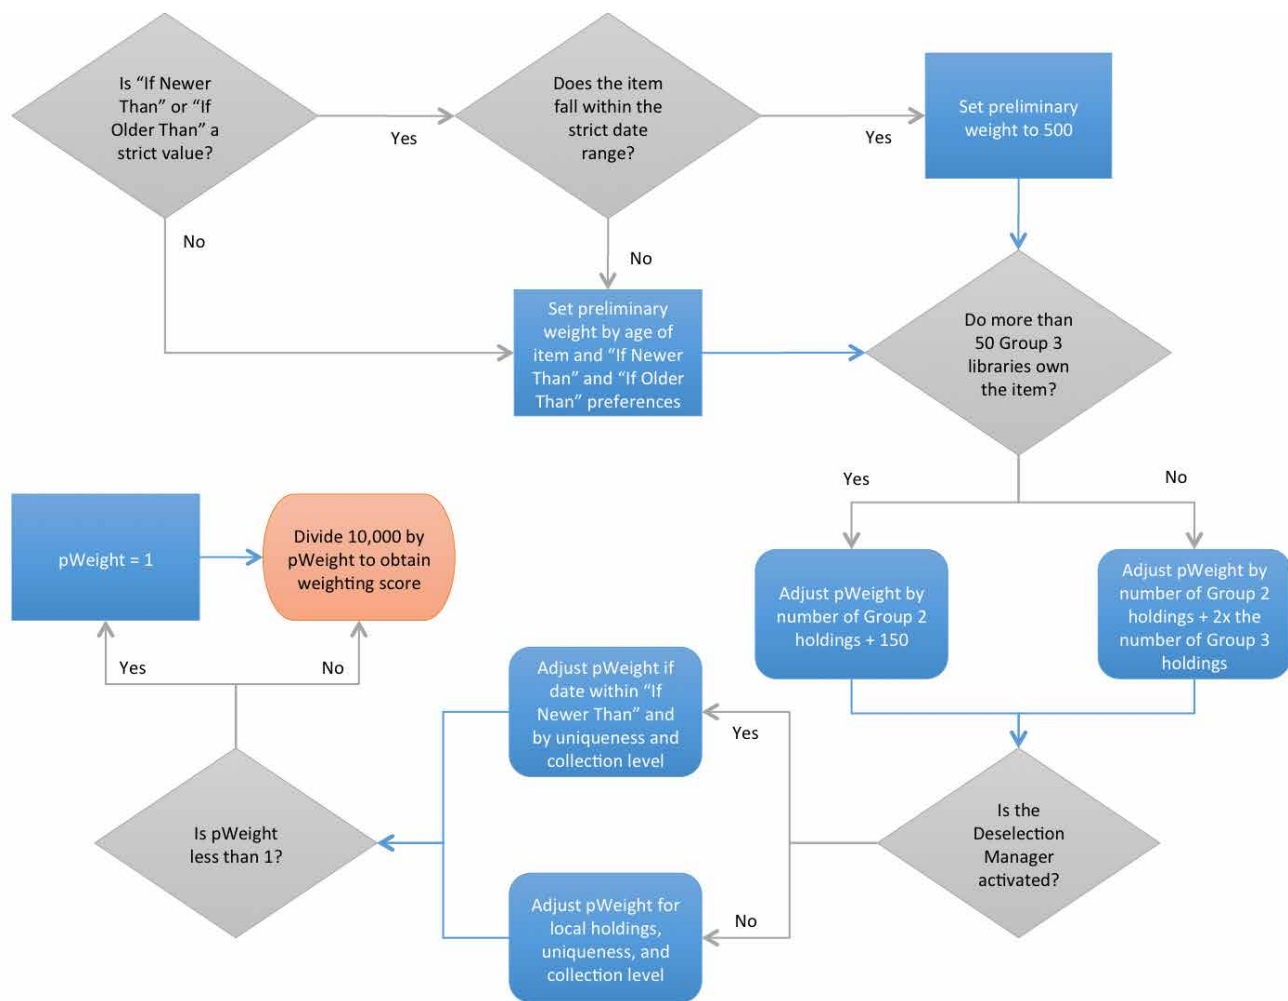 Is “If Newer
Than” or “If
Older Than” a
strict value?
Yes
Does the item
fall within the
strict date
range?
Yes
Set preliminary
weight to 500
No
No
Set preliminary
weight by age of
item and “If Newer
Than” and “If Older
Than” preferences
Do more than
50 Group 3
libraries own
the item?
Yes
No
Adjust pWeight by
number of Group 2
holdings + 150
Adjust pWeight by
number of Group 2
holdings + 2x the
number of Group 3
holdings
Is the
Deselection
Manager
activated?
Yes
Adjust pWeight if
date within “If
Newer Than” and
by uniqueness and
collection level
No
Adjust pWeight for
local holdings,
uniqueness, and
collection level
Is pWeight
less than 1?
Yes
No
pWeight = 1
Divide 10,000 by
pWeight to obtain
weighting score